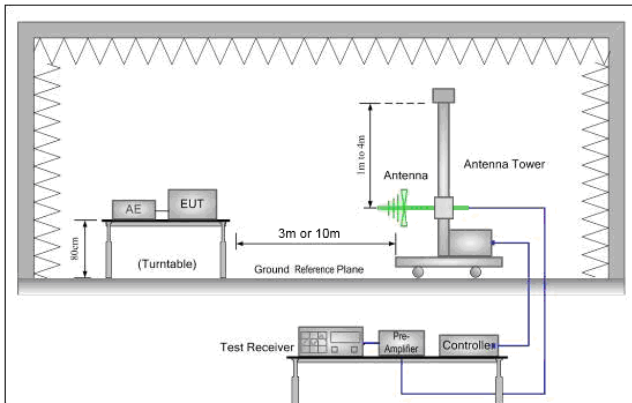 1m to 4m
Antenna
Antenna Tower
AE
EUT
80cm
(Turntable)
3m or 10m
Ground Reference Plane
Test Receiver
Pre-
Amplifier
Controller